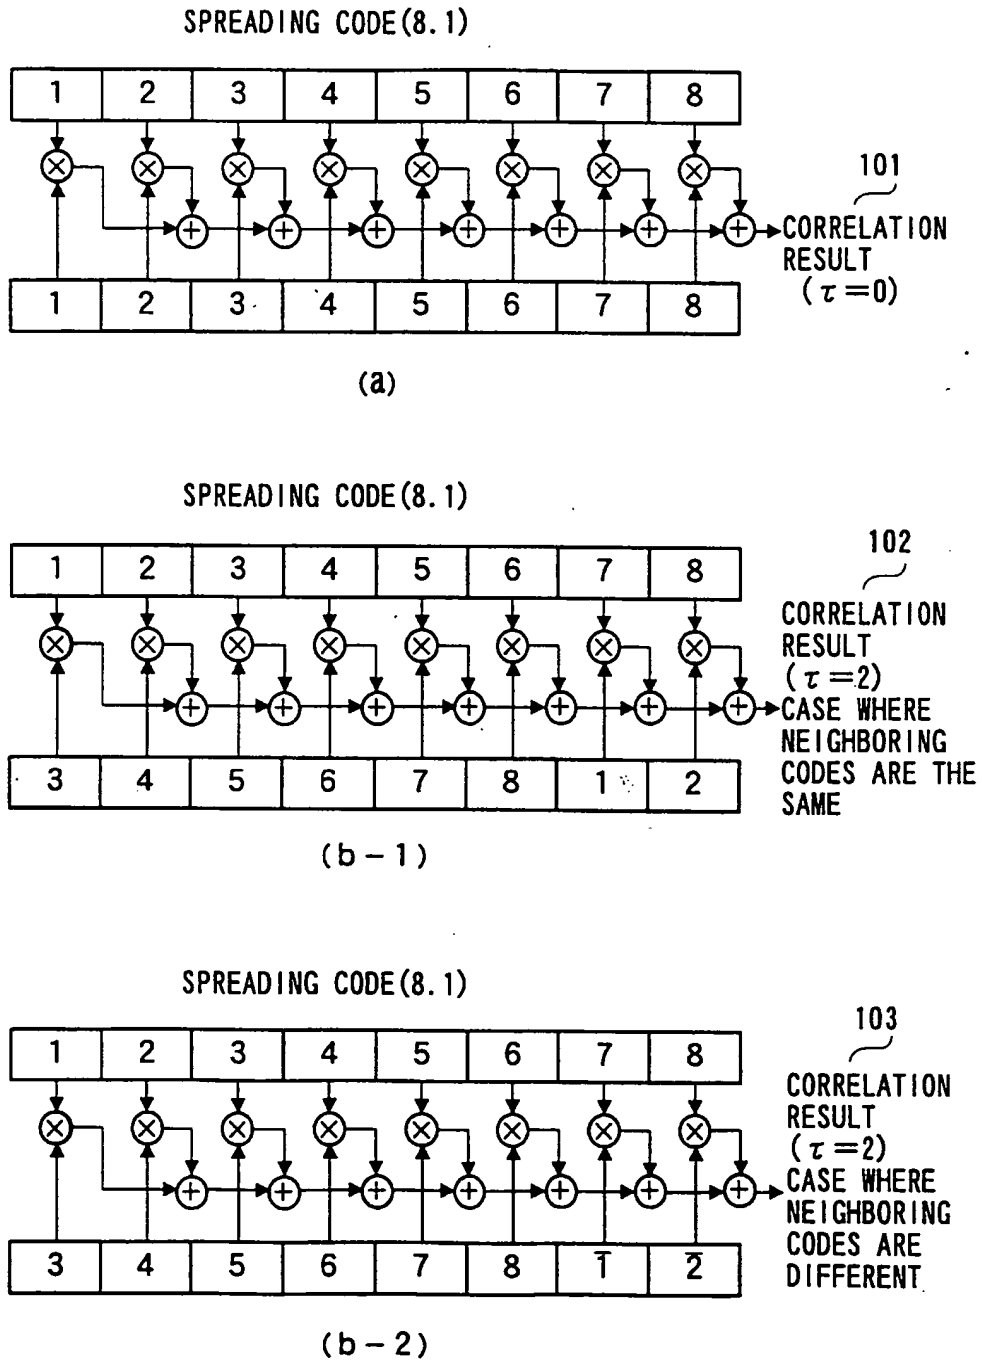 SPREADING CODE(8.1)
1 2 3 4 5 6 7 8
101
CORRELATION
RESULT
(τ=0)
1 2 3 4 5 6 7 8
(a)
SPREADING CODE(8.1)
1 2 3 4 5 6 7 8
102
CORRELATION
RESULT
(τ=2)
CASE WHERE
NEIGHBORING
CODES ARE THE
SAME
3 4 5 6 7 8 1 2
(b-1)
SPREADING CODE(8.1)
1 2 3 4 5 6 7 8
103
CORRELATION
RESULT
(τ=2)
CASE WHERE
NEIGHBORING
CODES ARE
DIFFERENT
3 4 5 6 7 8 1̅ 2̅
(b-2)